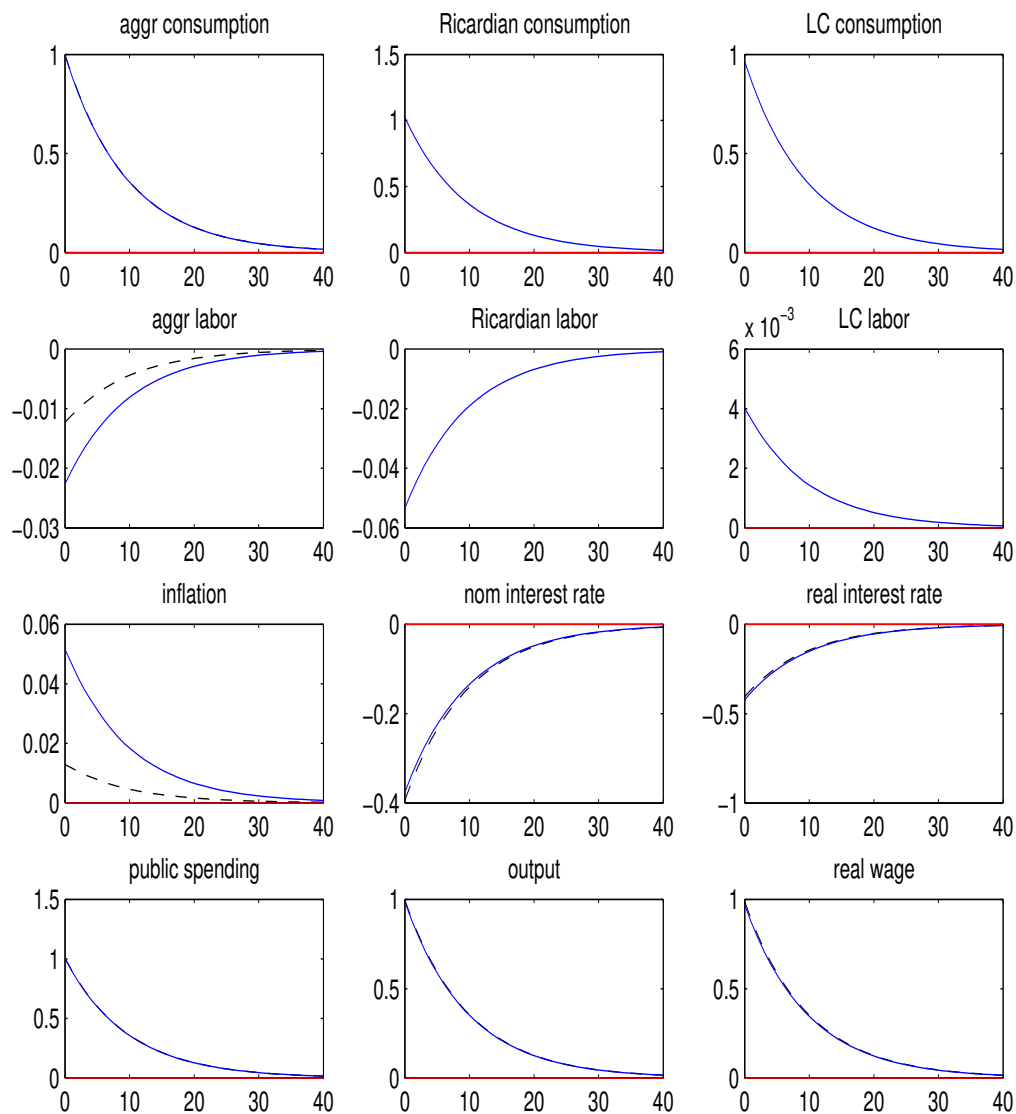 aggr consumption
Ricardian consumption
LC consumption
1
0.5
0
0 10 20 30 40
1.5
1
0.5
0
0 10 20 30 40
1
0.5
0
0 10 20 30 40
aggr labor
Ricardian labor
x 10−3 LC labor
0
−0.01
−0.02
−0.03
0 10 20 30 40
0
−0.02
−0.04
−0.06
0 10 20 30 40
6
4
2
0
0 10 20 30 40
inflation
nom interest rate
real interest rate
0.06
0.04
0.02
0
0 10 20 30 40
0
−0.2
−0.4
0 10 20 30 40
0
−0.5
−1
0 10 20 30 40
public spending
output
real wage
1.5
1
0.5
0
0 10 20 30 40
1
0.5
0
0 10 20 30 40
1
0.5
0
0 10 20 30 40